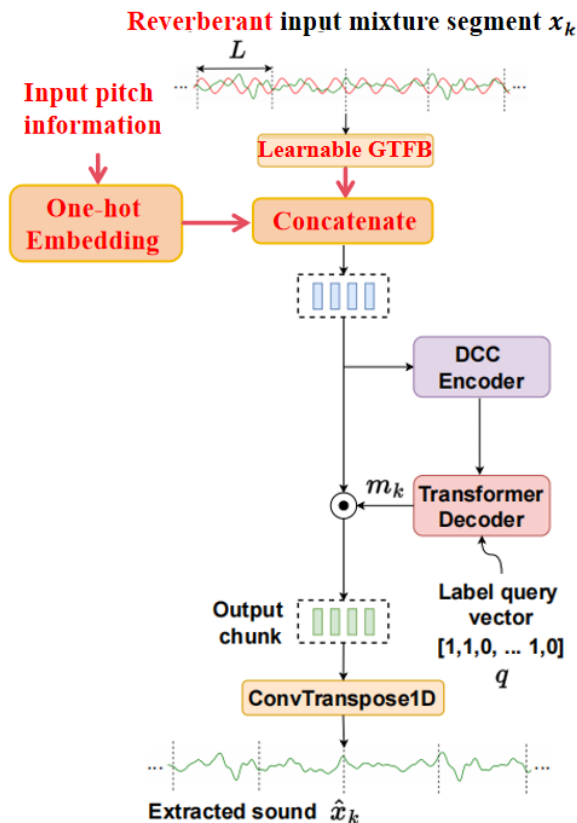 Reverberant input mixture segment x_k
L
Input pitch
information
...
...
Learnable GTFB
One-hot
Embedding
Concatenate
DCC
Encoder
m_k
Transformer
Decoder
Label query
vector
[1,1,0, ... 1,0]
q
Output
chunk
ConvTranspose1D
...
...
Extracted sound x̂_k